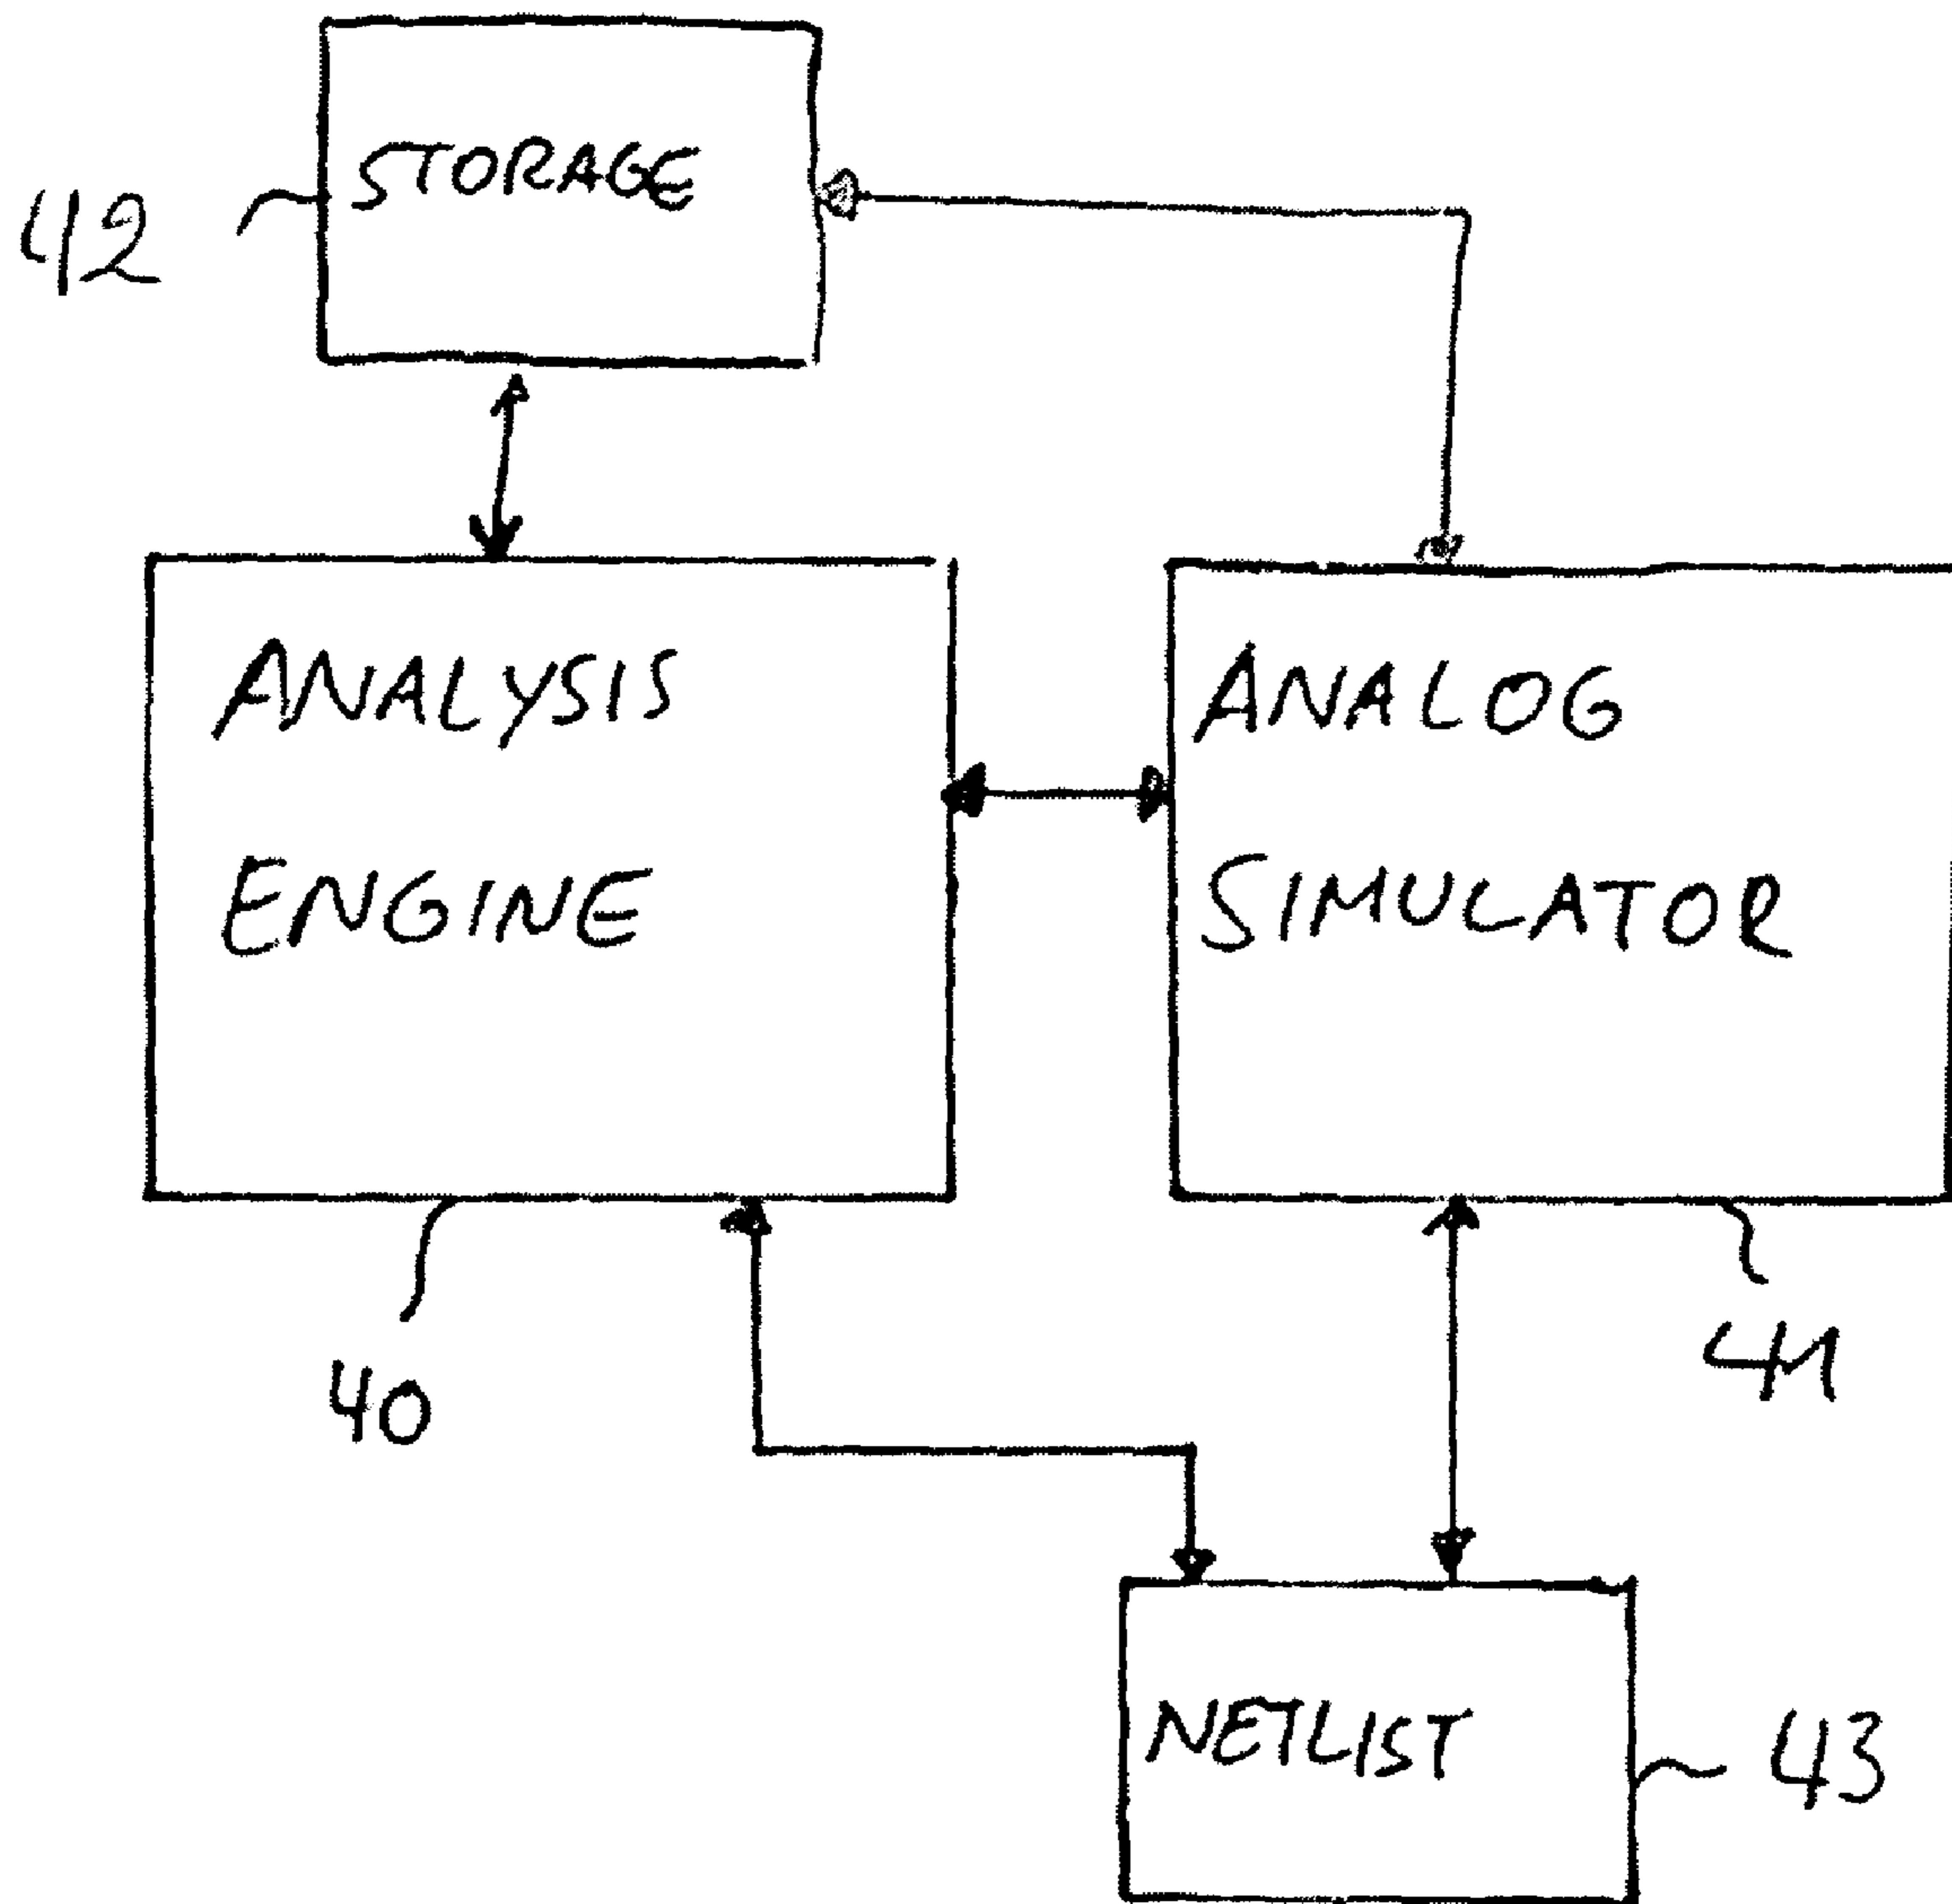 STORAGE
42
ANALYSIS
ENGINE
ANALOG
SIMULATOR
40
41
NETLIST
43